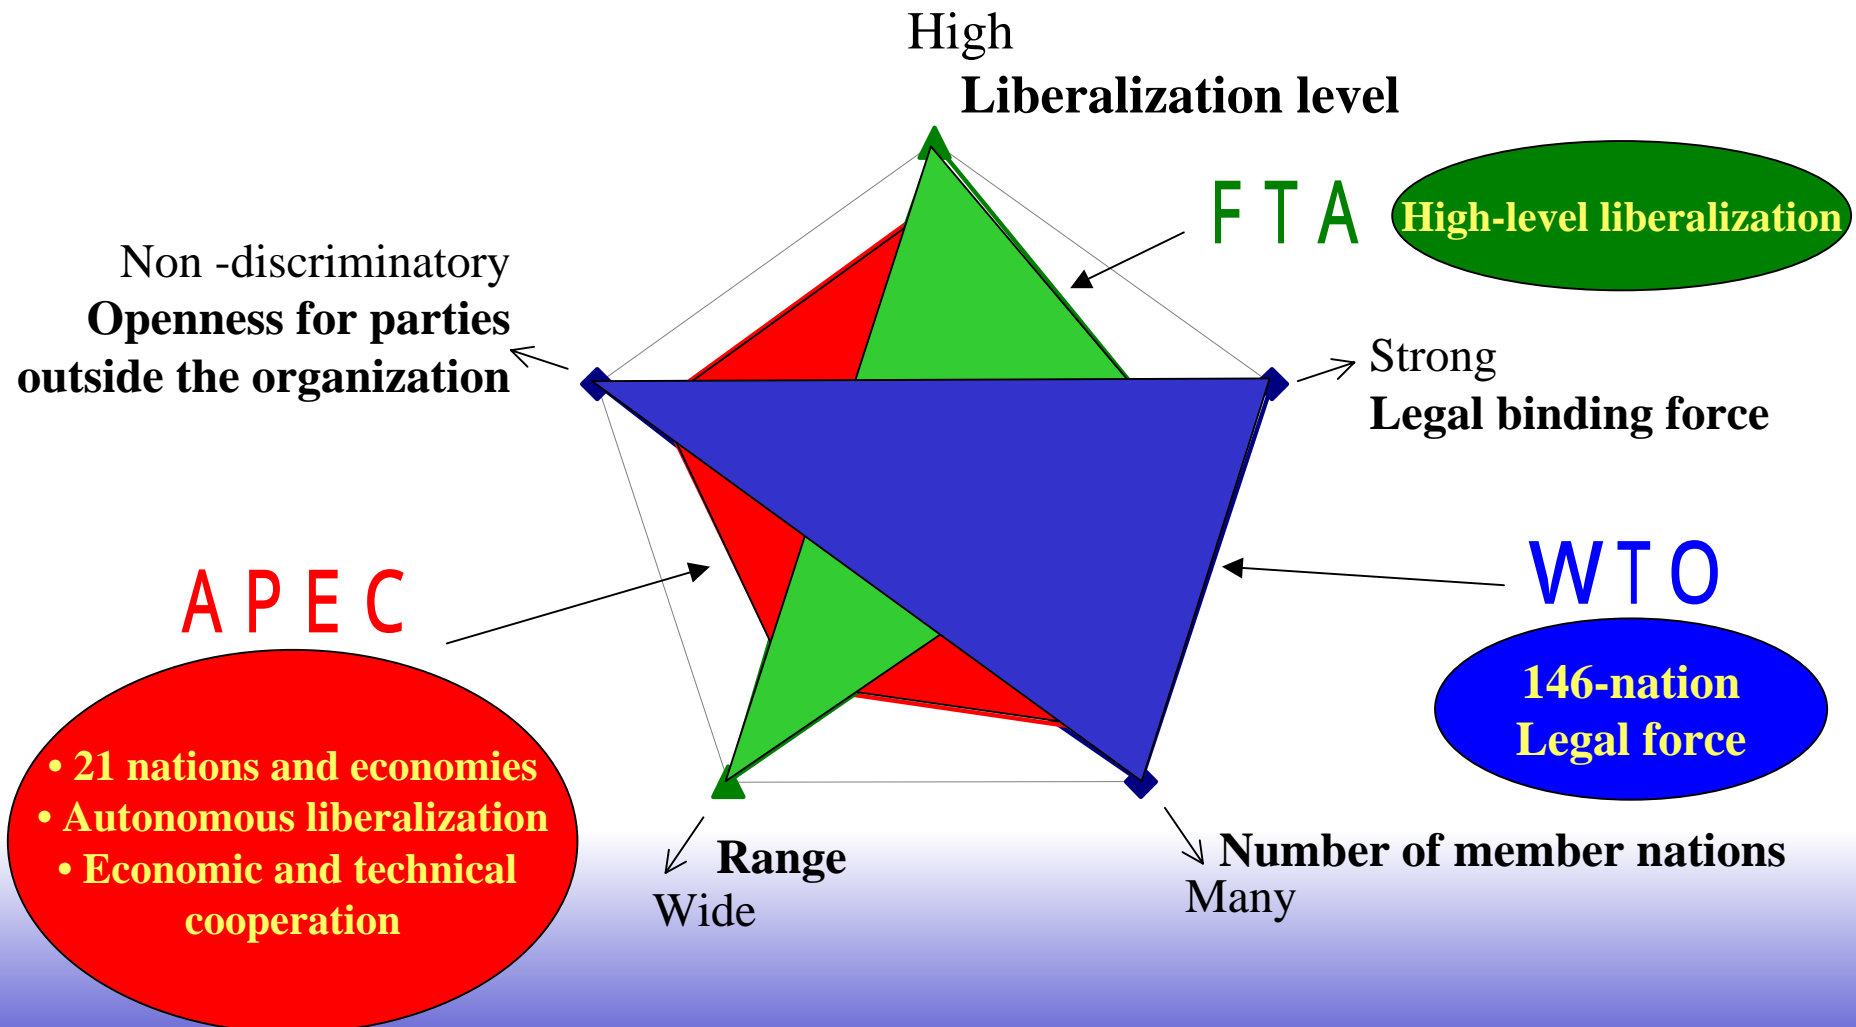 High
Liberalization level
FTA
High-level liberalization
Non -discriminatory
Openness for parties
outside the organization
Strong
Legal binding force
APEC
• 21 nations and economies
• Autonomous liberalization
• Economic and technical
cooperation
WTO
146-nation
Legal force
Range
Wide
Number of member nations
Many